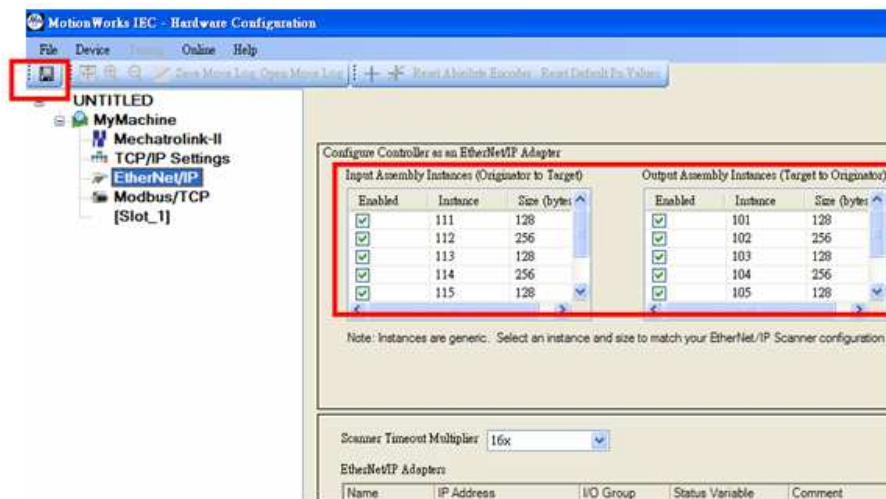 MotionWorks IEC - Hardware Configuration
File Device Online Help
Save Move Log Open Move Log Reset Absolute Encoder Reset Default Pn Values
UNTITLED
MyMachine
Mechatrolink-II
TCP/IP Settings
EtherNet/IP
Modbus/TCP
[Slot_1]
Configure Controller as an EtherNet/IP Adapter
Input Assembly Instances (Originator to Target)
Enabled Instance Size (bytes
111 128
112 256
113 128
114 256
115 128
Output Assembly Instances (Target to Originator)
Enabled Instance Size (bytes
101 128
102 256
103 128
104 256
105 128
Note: Instances are generic. Select an instance and size to match your EtherNet/IP Scanner configuration
Scanner Timeout Multiplier 16x
EtherNet/IP Adapters
Name IP Address I/O Group Status Variable Comment